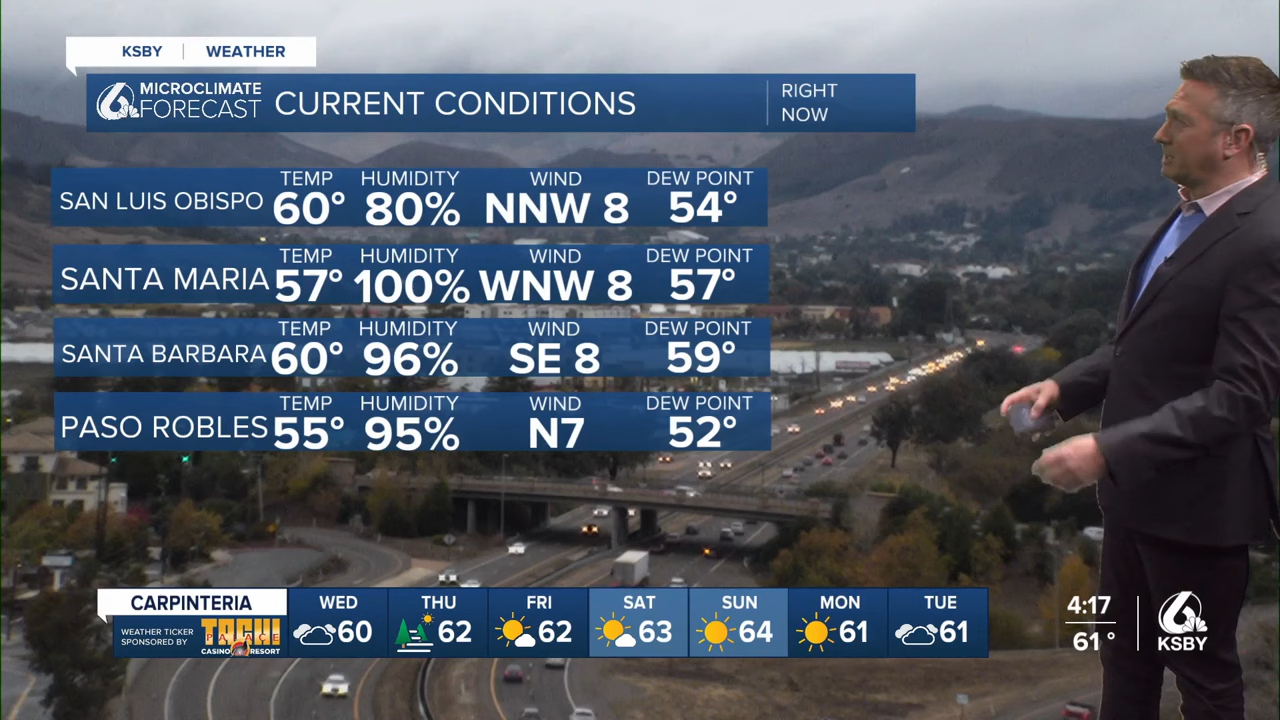 KSBY | WEATHER
6 MICROCLIMATE FORECAST
CURRENT CONDITIONS
RIGHT NOW
TEMP HUMIDITY WIND DEW POINT
SAN LUIS OBISPO 60° 80% NNW 8 54°
TEMP HUMIDITY WIND DEW POINT
SANTA MARIA 57° 100% WNW 8 57°
TEMP HUMIDITY WIND DEW POINT
SANTA BARBARA 60° 96% SE 8 59°
TEMP HUMIDITY WIND DEW POINT
PASO ROBLES 55° 95% N7 52°
CARPINTERIA
WEATHER TICKER
SPONSORED BY
TACHI
PALACE
CASINO RESORT
WED 60
THU 62
FRI 62
SAT 63
SUN 64
MON 61
TUE 61
4:17
61°
6
KSBY